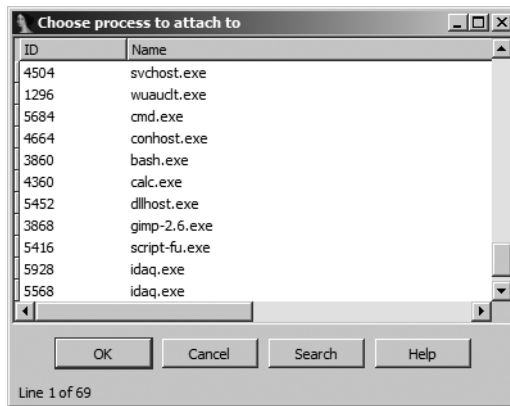 Choose process to attach to
ID Name
4504 svchost.exe
1296 wuauclt.exe
5684 cmd.exe
4664 conhost.exe
3860 bash.exe
4360 calc.exe
5452 dllhost.exe
3868 gimp-2.6.exe
5416 script-fu.exe
5928 idaq.exe
5568 idaq.exe
OK Cancel Search Help
Line 1 of 69